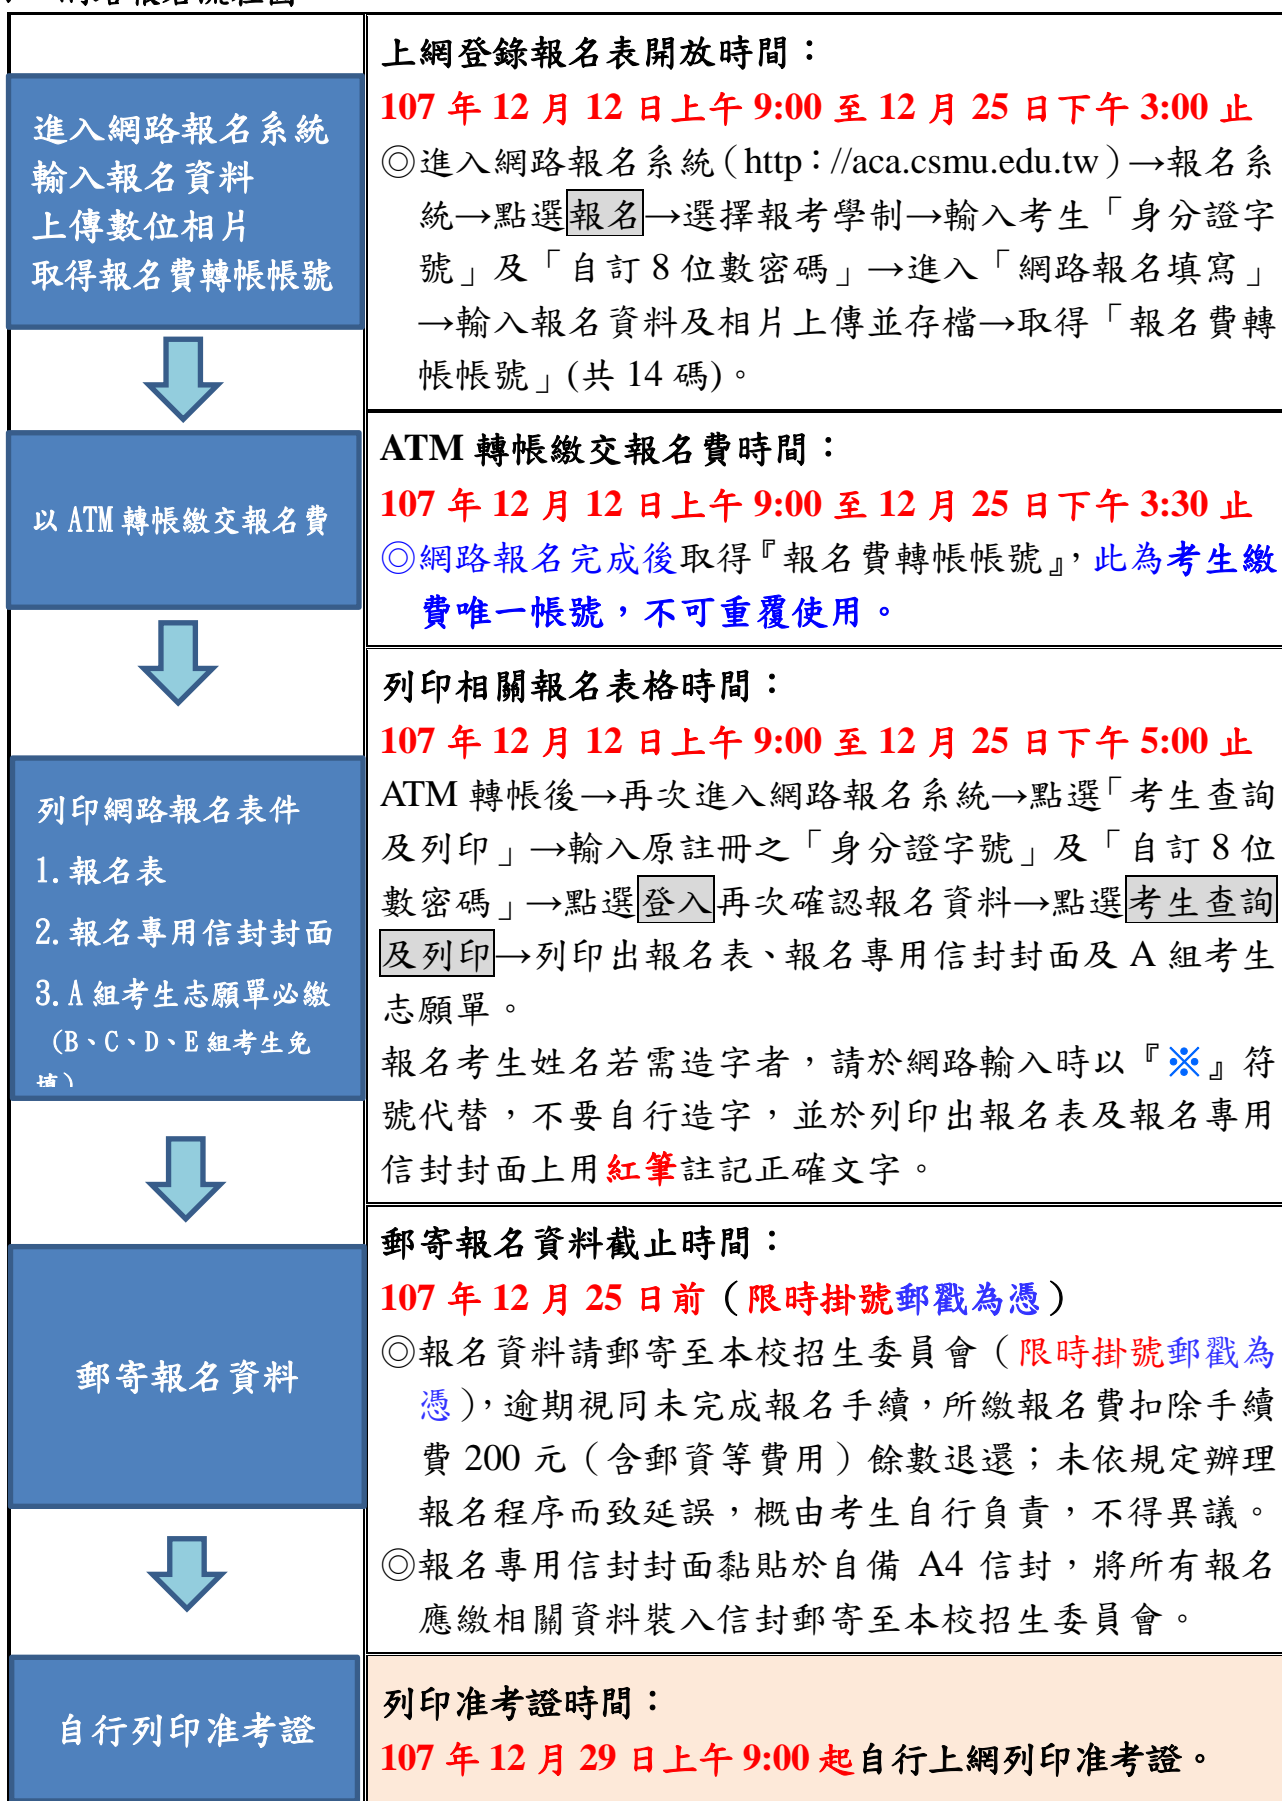 網路報名流程圖
進入網路報名系統
輸入報名資料
上傳數位相片
取得報名費轉帳帳號
上網登錄報名表開放時間：
107 年 12 月 12 日上午 9:00 至 12 月 25 日下午 3:00 止
◎進入網路報名系統（http：//aca.csmu.edu.tw）→報名系
統→點選報名→選擇報考學制→輸入考生「身分證字
號」及「自訂 8 位數密碼」→進入「網路報名填寫」
→輸入報名資料及相片上傳並存檔→取得「報名費轉
帳帳號」(共 14 碼)。
以 ATM 轉帳繳交報名費
ATM 轉帳繳交報名費時間：
107 年 12 月 12 日上午 9:00 至 12 月 25 日下午 3:30 止
◎網路報名完成後取得『報名費轉帳帳號』，此為考生繳
費唯一帳號，不可重覆使用。
列印網路報名表件
1.報名表
2.報名專用信封封面
3.A 組考生志願單必繳
（B、C、D、E 組考生免
填）
列印相關報名表格時間：
107 年 12 月 12 日上午 9:00 至 12 月 25 日下午 5:00 止
ATM 轉帳後→再次進入網路報名系統→點選「考生查詢
及列印」→輸入原註冊之「身分證字號」及「自訂 8 位
數密碼」→點選登入再次確認報名資料→點選考生查詢
及列印→列印出報名表、報名專用信封封面及 A 組考生
志願單。
報名考生姓名若需造字者，請於網路輸入時以『※』符
號代替，不要自行造字，並於列印出報名表及報名專用
信封封面上用紅筆註記正確文字。
郵寄報名資料
郵寄報名資料截止時間：
107 年 12 月 25 日前（限時掛號郵戳為憑）
◎報名資料請郵寄至本校招生委員會（限時掛號郵戳為
憑），逾期視同未完成報名手續，所繳報名費扣除手續
費 200 元（含郵資等費用）餘數退還；未依規定辦理
報名程序而致延誤，概由考生自行負責，不得異議。
◎報名專用信封封面黏貼於自備 A4 信封，將所有報名
應繳相關資料裝入信封郵寄至本校招生委員會。
自行列印准考證
列印准考證時間：
107 年 12 月 29 日上午 9:00 起自行上網列印准考證。